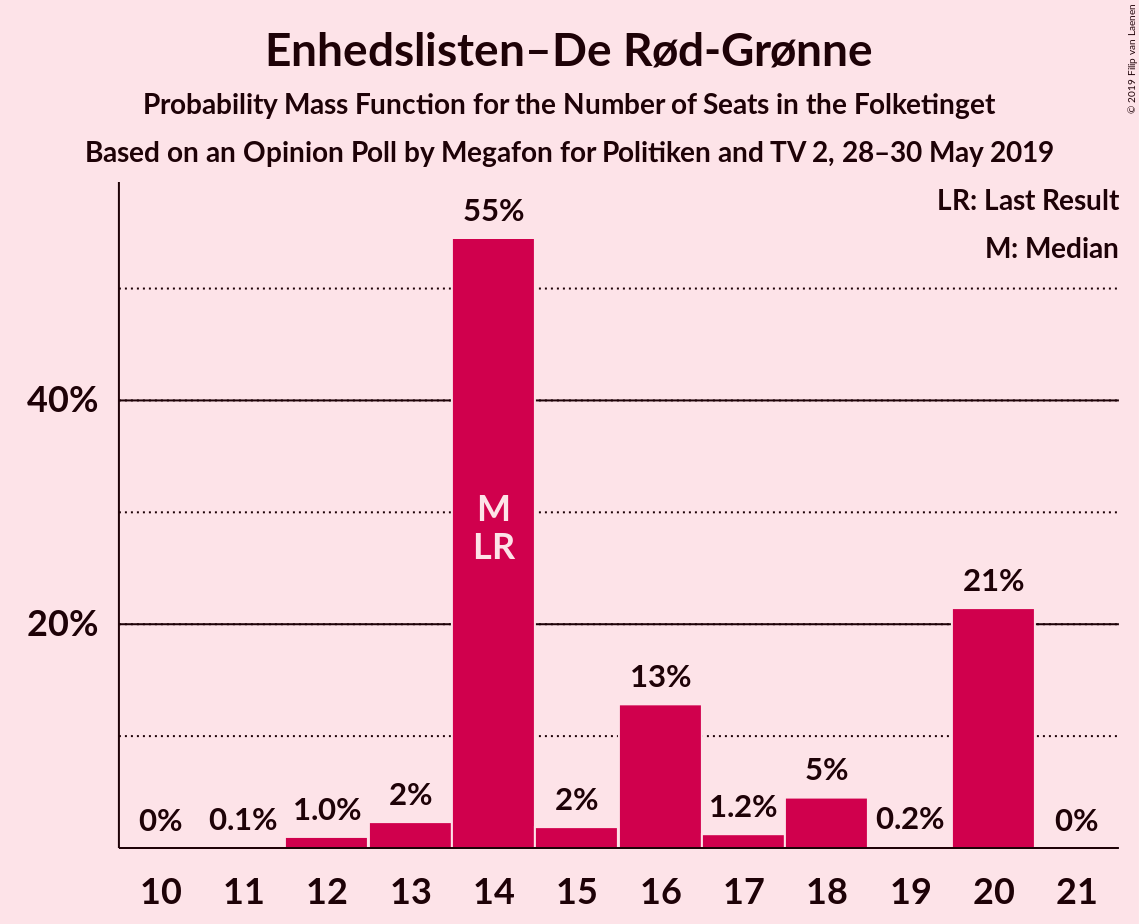 Enhedslisten–De Rød-Grønne
Probability Mass Function for the Number of Seats in the Folketinget
Based on an Opinion Poll by Megafon for Politiken and TV 2, 28–30 May 2019
© 2019 Filip van Laenen
LR: Last Result
M: Median
55%
40%
M
LR
21%
20%
13%
5%
2%
2%
1.0%
1.2%
0%
0.1%
0.2%
0%
10 11 12 13 14 15 16 17 18 19 20 21